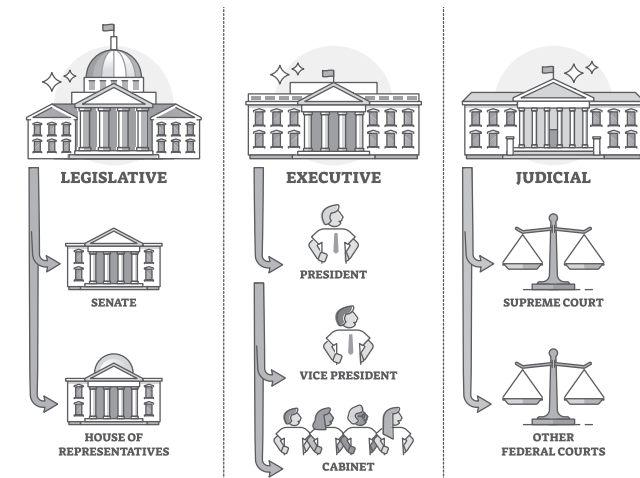 LEGISLATIVE
SENATE
HOUSE OF
REPRESENTATIVES
EXECUTIVE
PRESIDENT
VICE PRESIDENT
CABINET
JUDICIAL
SUPREME COURT
OTHER
FEDERAL COURTS